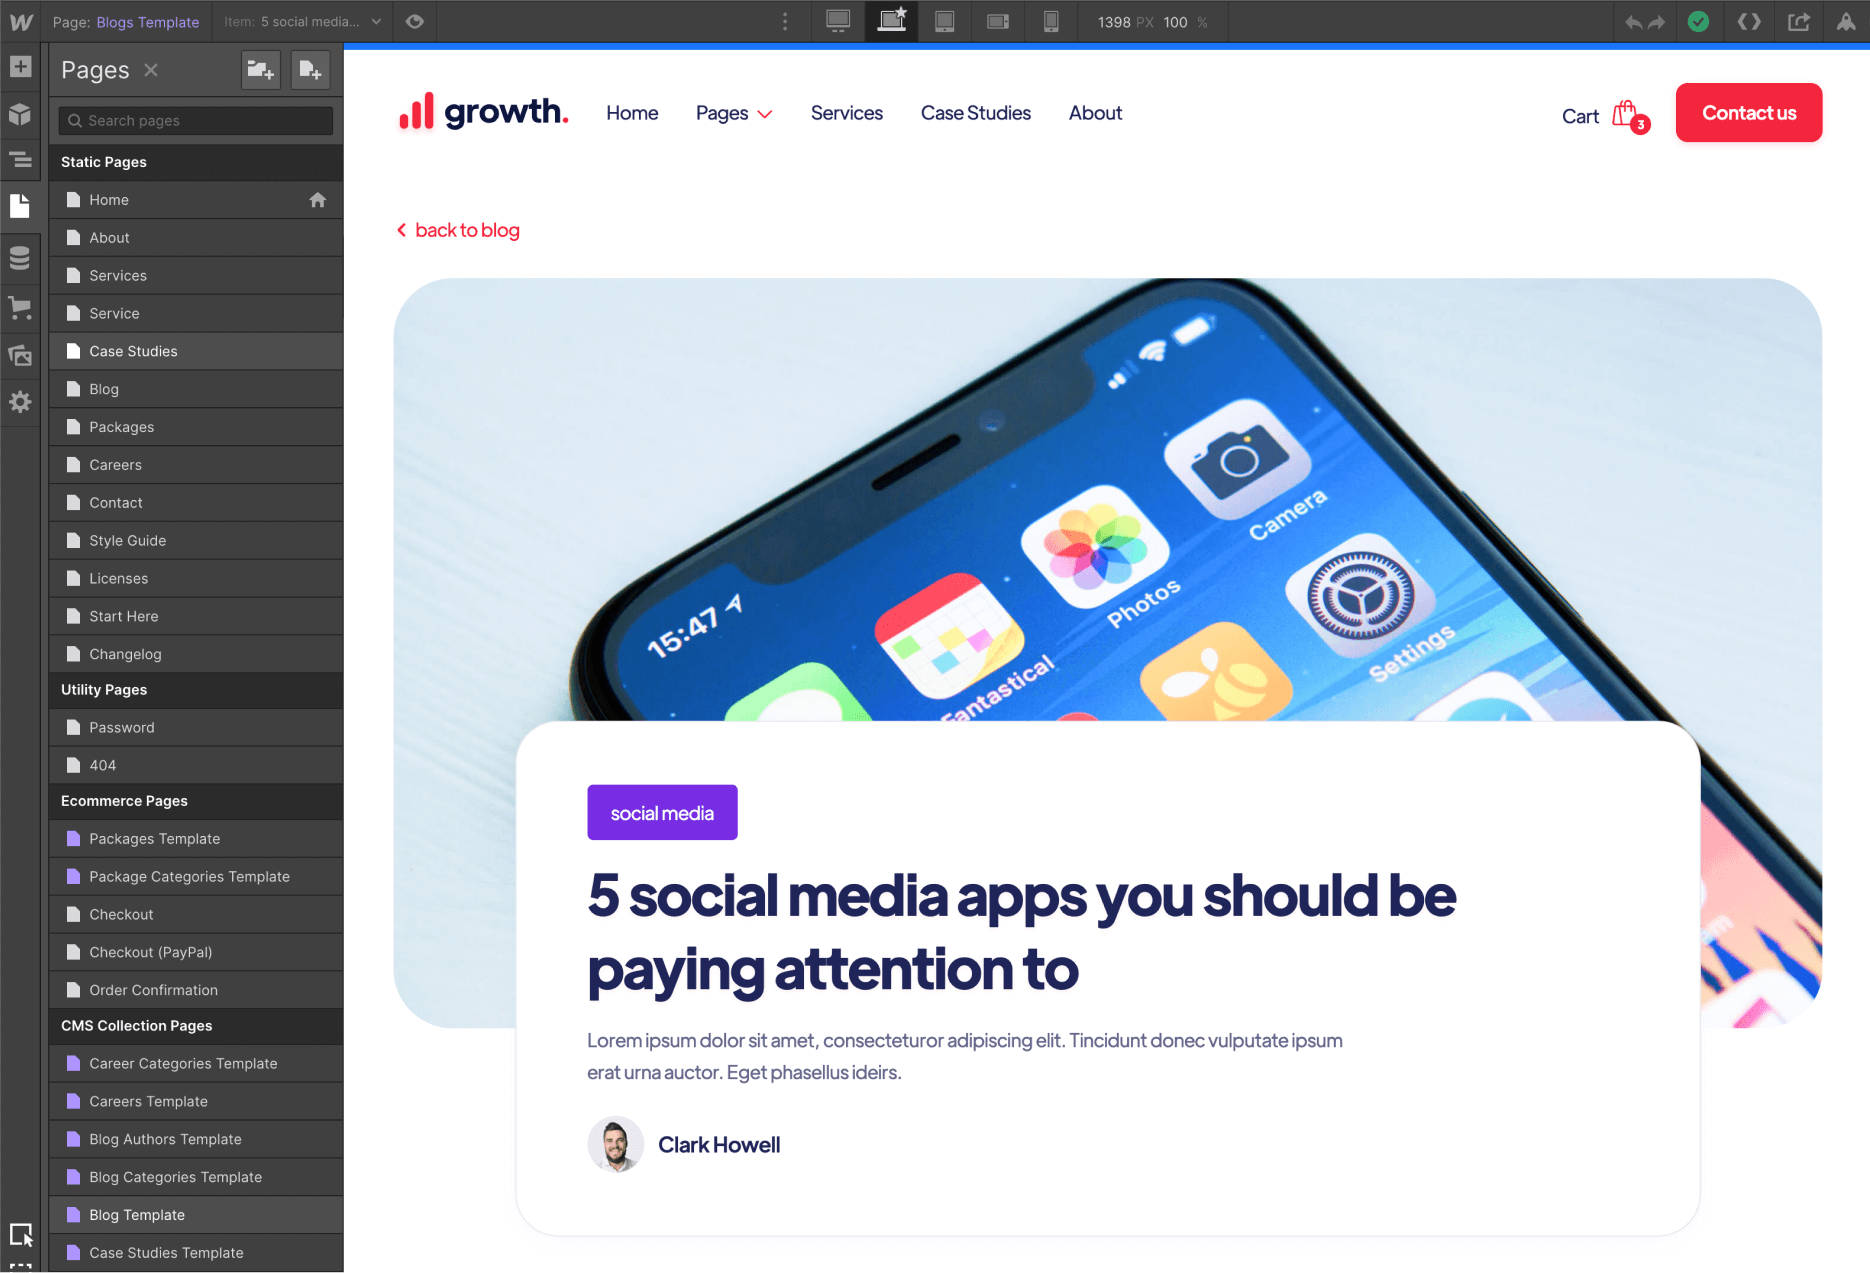 Page: Blogs Template
Item: 5 social media...
1398 PX 100 %
Pages
Search pages
Static Pages
Home
About
Services
Service
Case Studies
Blog
Packages
Careers
Contact
Style Guide
Licenses
Start Here
Changelog
Utility Pages
Password
404
Ecommerce Pages
Packages Template
Package Categories Template
Checkout
Checkout (PayPal)
Order Confirmation
CMS Collection Pages
Career Categories Template
Careers Template
Blog Authors Template
Blog Categories Template
Blog Template
Case Studies Template
growth.
Home
Pages
Services
Case Studies
About
Cart
3
Contact us
back to blog
15:47
Camera
Photos
Settings
Fantastical
social media
5 social media apps you should be
paying attention to
Lorem ipsum dolor sit amet, consecteturor adipiscing elit. Tincidunt donec vulputate ipsum
erat urna auctor. Eget phasellus ideirs.
Clark Howell